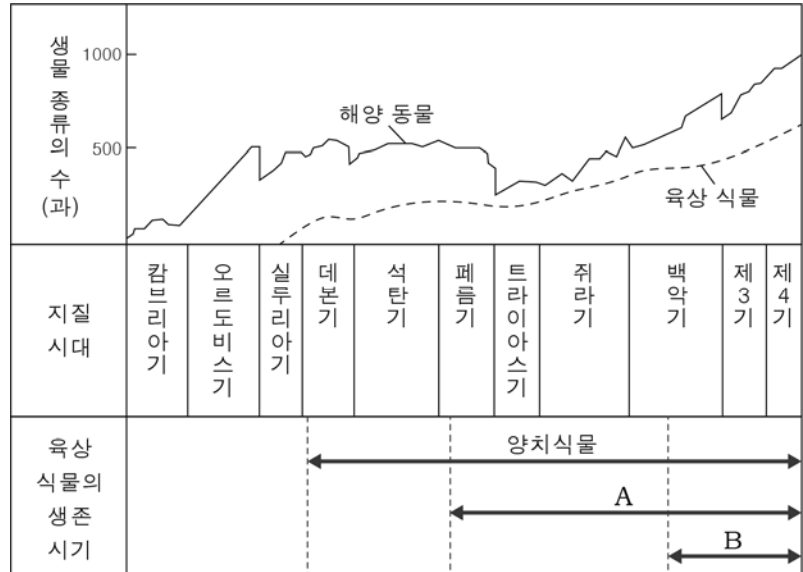 생물 종류의 수 (과)
1000
500
해양 동물
육상 식물
지질
시대
캄브리아기
오르도비스기
실루리아기
데본기
석탄기
페름기
트라이아스기
쥐라기
백악기
제3기
제4기
육상
식물의
생존
시기
양치식물
A
B